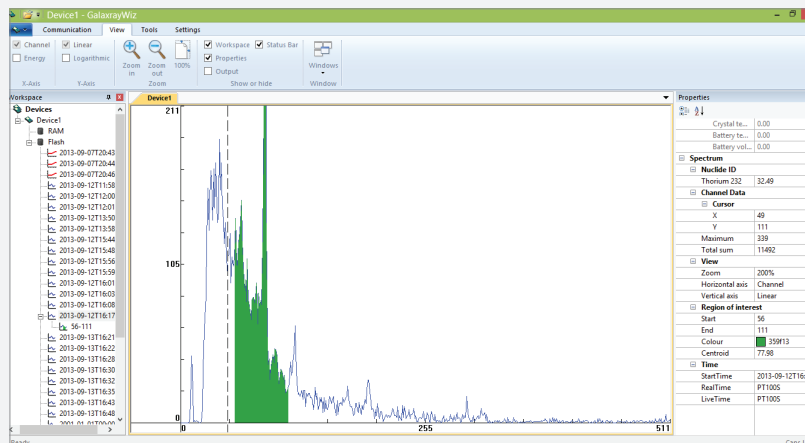 Device1 - GalaxrayWiz
Communication View Tools Settings
Channel Linear Workspace Status Bar
Energy Logarithmic Properties
Output
Zoom in Zoom out 100% Windows
X-Axis Y-Axis Zoom Show or hide Window
Workspace
Devices
Device1
RAM
Flash
2013-09-07T20:43
2013-09-07T20:44
2013-09-07T20:46
2013-09-12T11:58
2013-09-12T12:00
2013-09-12T12:01
2013-09-12T13:50
2013-09-12T13:58
2013-09-12T15:44
2013-09-12T15:48
2013-09-12T15:56
2013-09-12T15:59
2013-09-12T16:01
2013-09-12T16:03
2013-09-12T16:08
2013-09-12T16:17
56-111
2013-09-13T16:21
2013-09-13T16:22
2013-09-13T16:28
2013-09-13T16:30
2013-09-13T16:32
2013-09-13T16:35
2013-09-13T16:43
2013-09-13T16:48
Device1
211
105
0
0 255 511
Properties
Crystal te... 0.00
Battery te... 0.00
Battery vol... 0.00
Spectrum
Nuclide ID
Thorium 232 32.49
Channel Data
Cursor
X 49
Y 111
Maximum 339
Total sum 11492
View
Zoom 200%
Horizontal axis Channel
Vertical axis Linear
Region of interest
Start 56
End 111
Colour 359f13
Centroid 77.98
Time
StartTime 2013-09-12T16:
RealTime PT100S
LiveTime PT100S